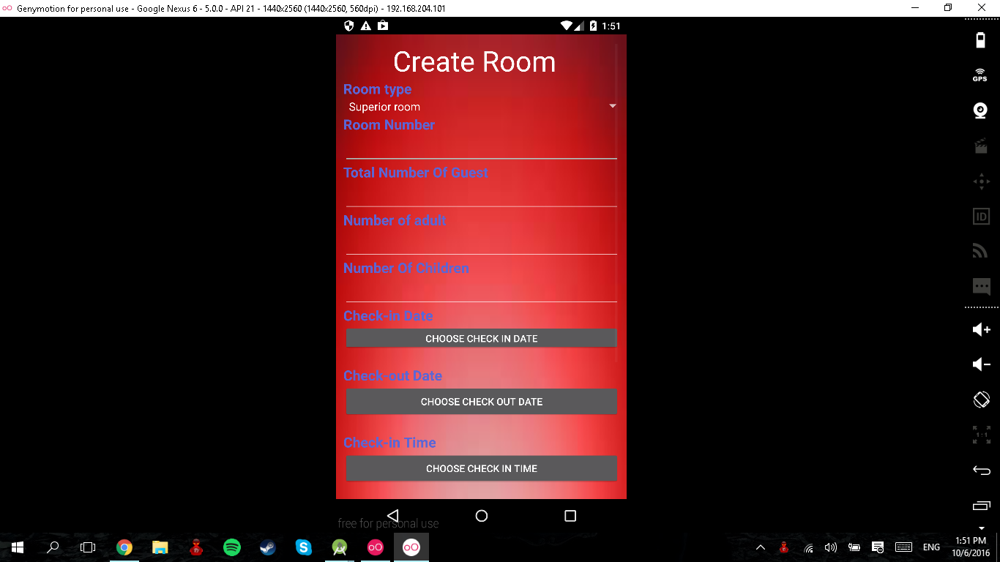 Genymotion for personal use - Google Nexus 6 - 5.0.0 - API 21 - 1440x2560 (1440x2560, 560dpi) - 192.168.204.101
1:51
Create Room
Room type
Superior room
Room Number
Total Number Of Guest
Number of adult
Number Of Children
Check-in Date
CHOOSE CHECK IN DATE
Check-out Date
CHOOSE CHECK OUT DATE
Check-in Time
CHOOSE CHECK IN TIME
free for personal use
GPS
ID
1:1
ENG
1:51 PM
10/6/2016